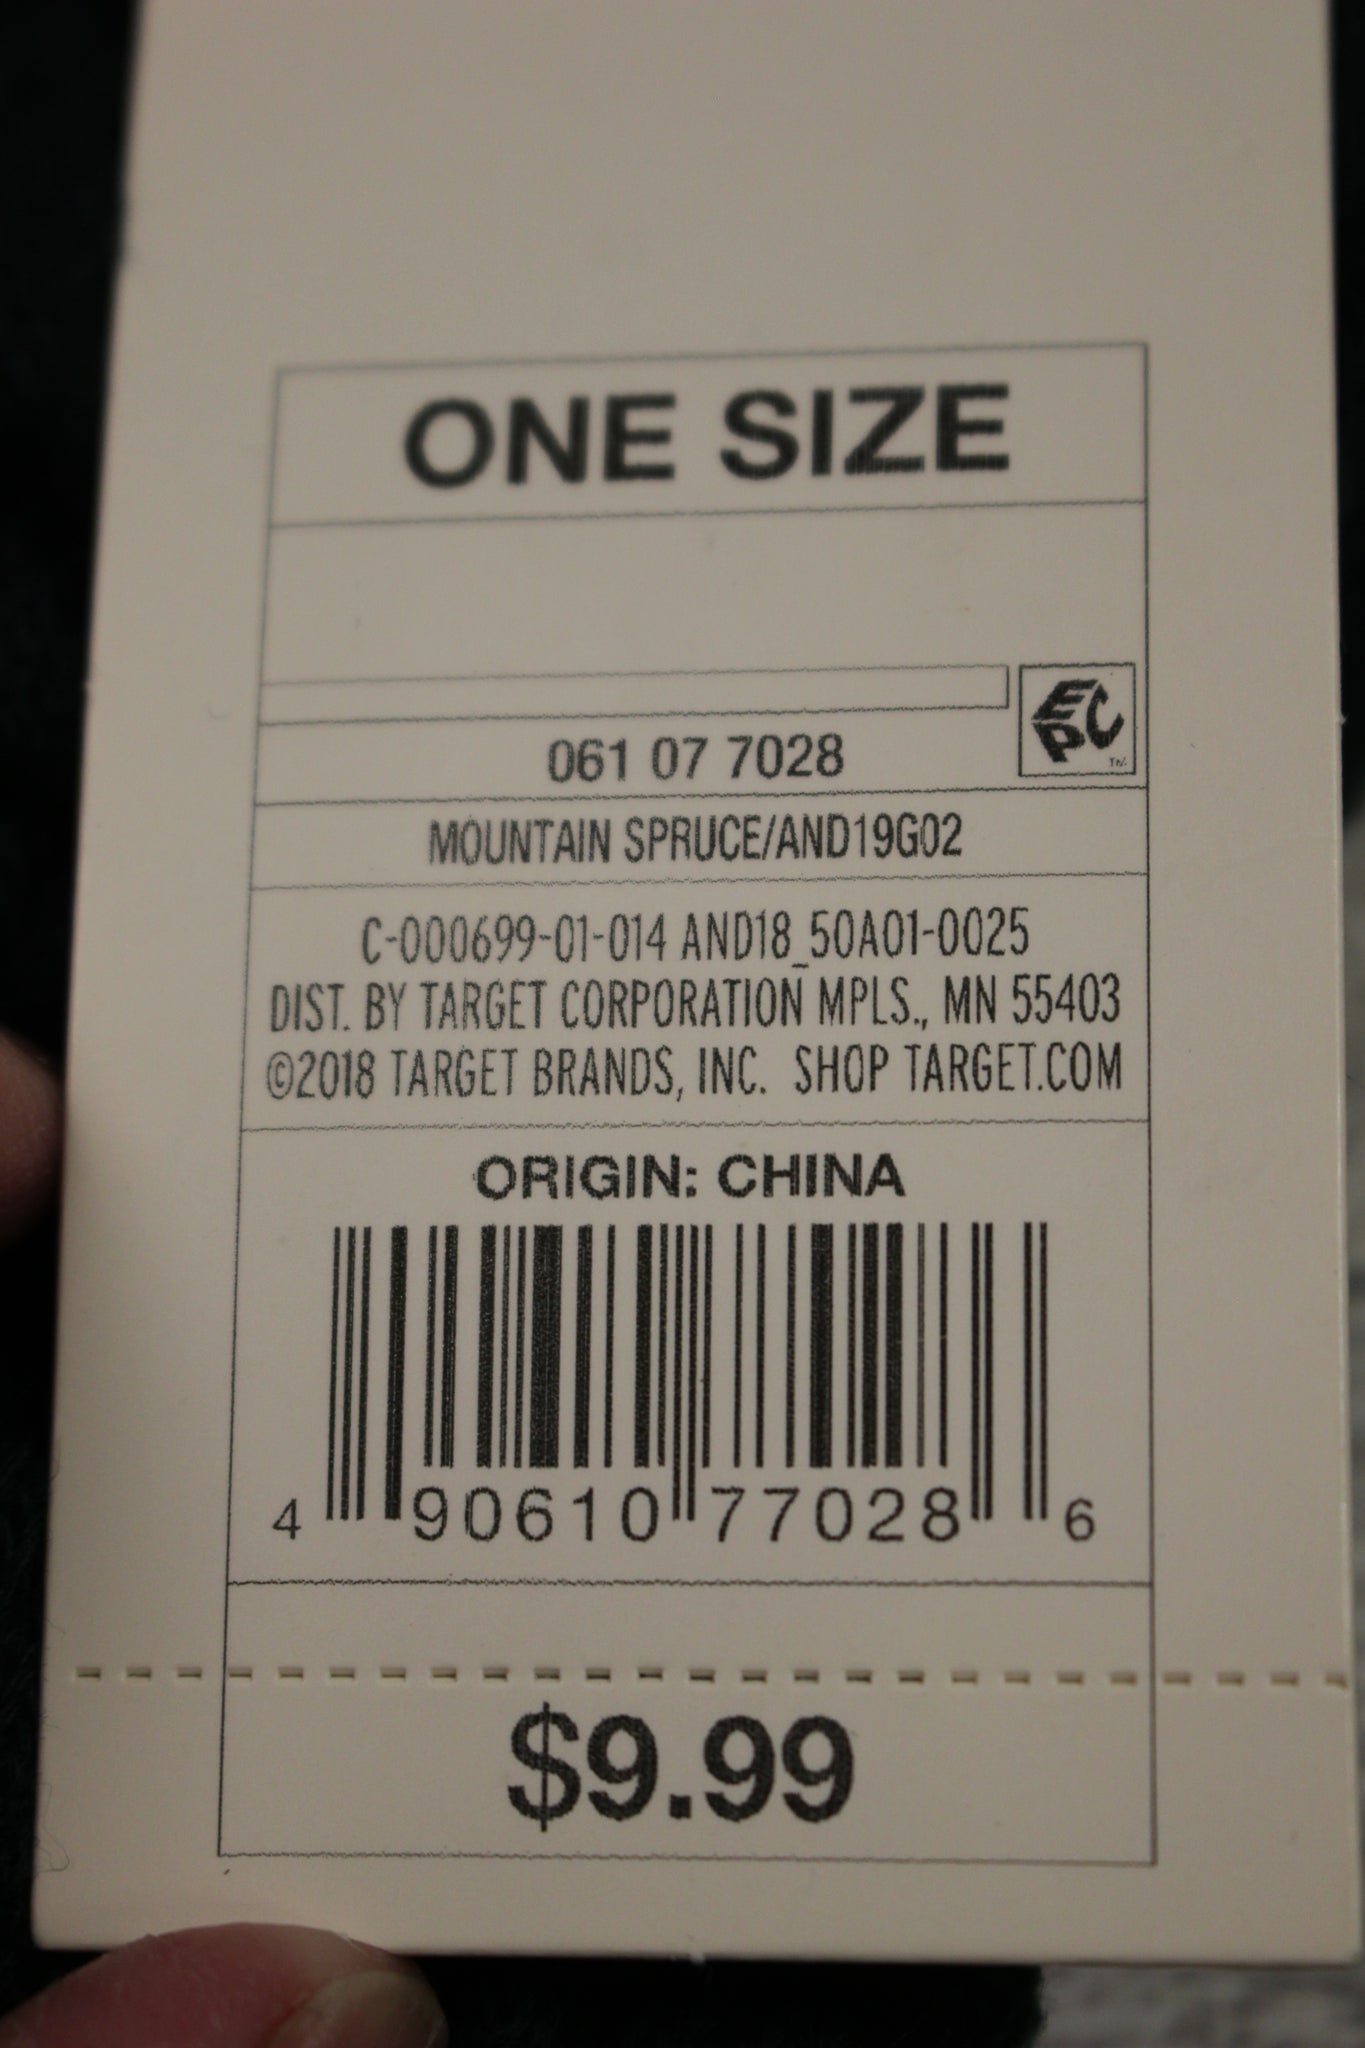 ONE SIZE
EPC TM
061 07 7028
MOUNTAIN SPRUCE/AND19G02
C-000699-01-014 AND18_50A01-0025
DIST. BY TARGET CORPORATION MPLS., MN 55403
©2018 TARGET BRANDS, INC. SHOP TARGET.COM
ORIGIN: CHINA
4 90610 77028 6
$9.99